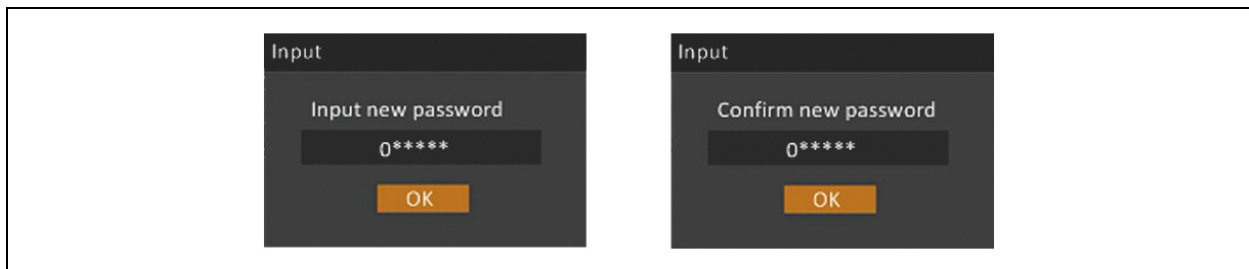 Input
Input new password
0*****
OK
Input
Confirm new password
0*****
OK